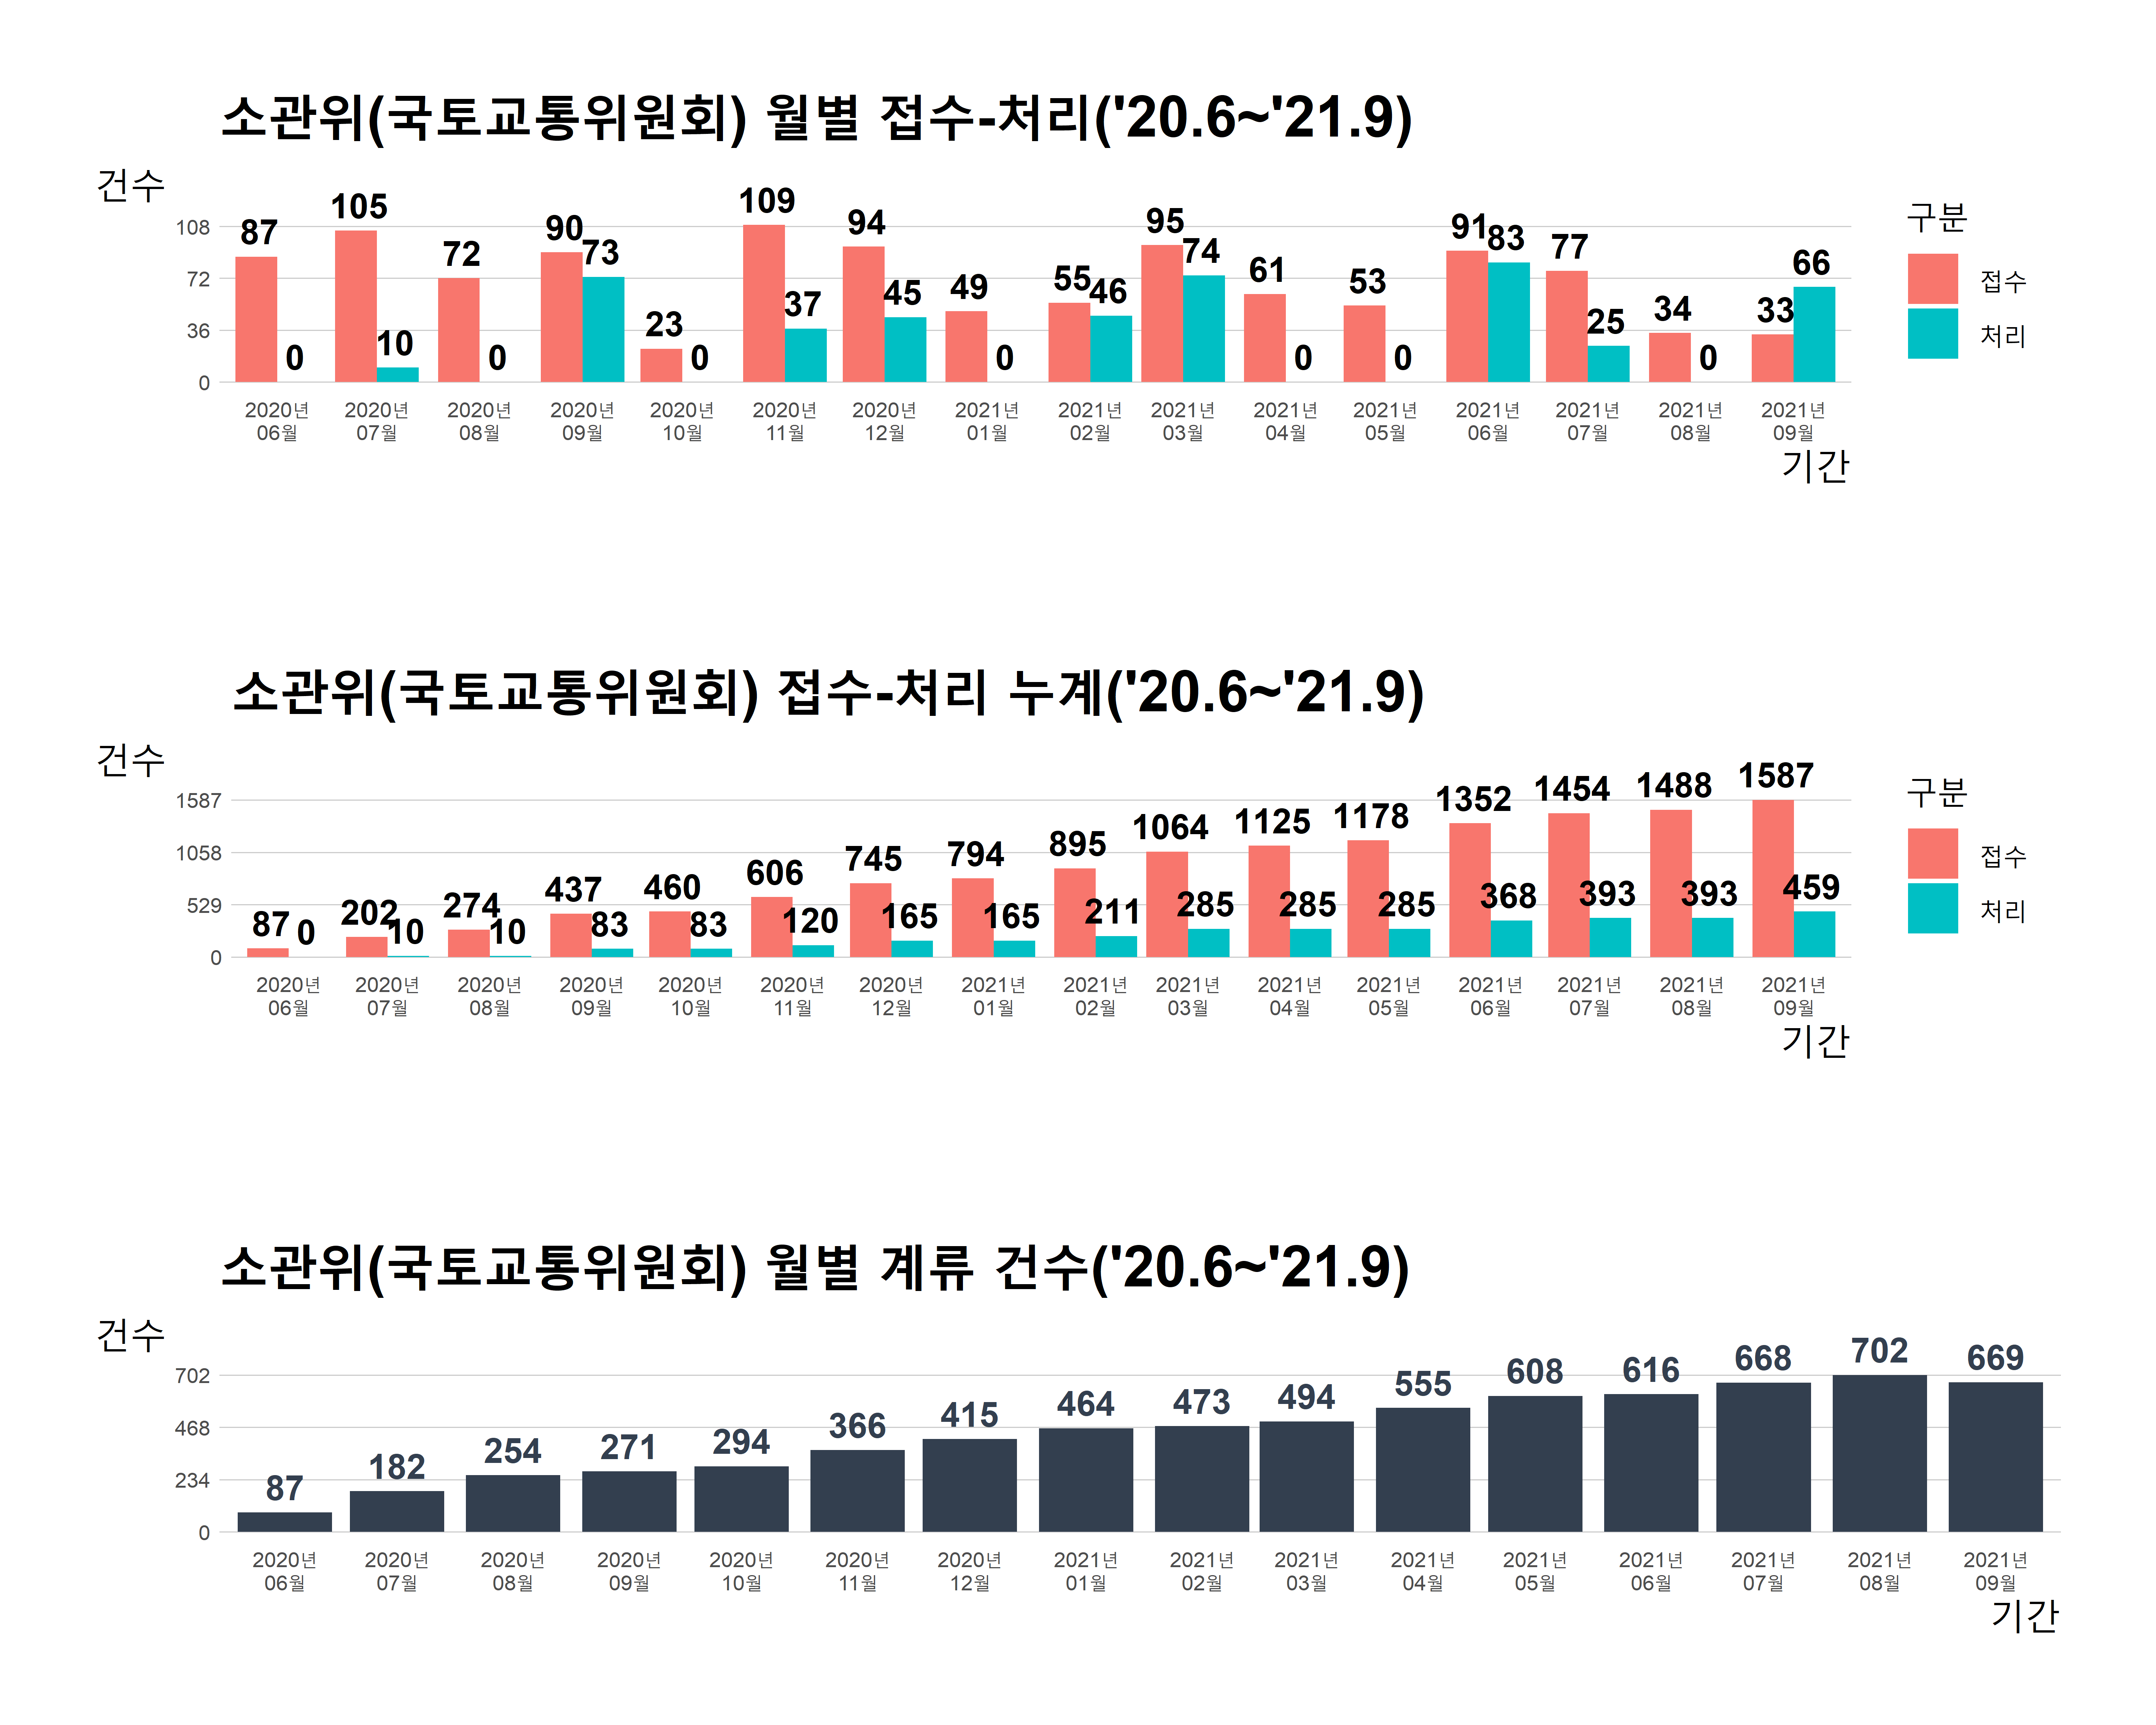 소관위(국토교통위원회) 월별 접수-처리('20.6~'21.9)
건수
108
72
36
0
87 0 105 10 72 0 90 73 23 0 109 37 94 45 49 0 55 46 95 74 61 0 53 0 91 83 77 25 34 0 33 66
2020년 2020년 2020년 2020년 2020년 2020년 2020년 2021년 2021년 2021년 2021년 2021년 2021년 2021년 2021년 2021년
06월 07월 08월 09월 10월 11월 12월 01월 02월 03월 04월 05월 06월 07월 08월 09월
기간
구분
접수
처리
소관위(국토교통위원회) 접수-처리 누계('20.6~'21.9)
건수
1587
1058
529
0
87 0 202 10 274 10 437 83 460 83 606 120 745 165 794 165 895 211 1064 285 1125 285 1178 285 1352 368 1454 393 1488 393 1587 459
2020년 2020년 2020년 2020년 2020년 2020년 2020년 2021년 2021년 2021년 2021년 2021년 2021년 2021년 2021년 2021년
06월 07월 08월 09월 10월 11월 12월 01월 02월 03월 04월 05월 06월 07월 08월 09월
기간
구분
접수
처리
소관위(국토교통위원회) 월별 계류 건수('20.6~'21.9)
건수
702
468
234
0
87 182 254 271 294 366 415 464 473 494 555 608 616 668 702 669
2020년 2020년 2020년 2020년 2020년 2020년 2020년 2021년 2021년 2021년 2021년 2021년 2021년 2021년 2021년 2021년
06월 07월 08월 09월 10월 11월 12월 01월 02월 03월 04월 05월 06월 07월 08월 09월
기간